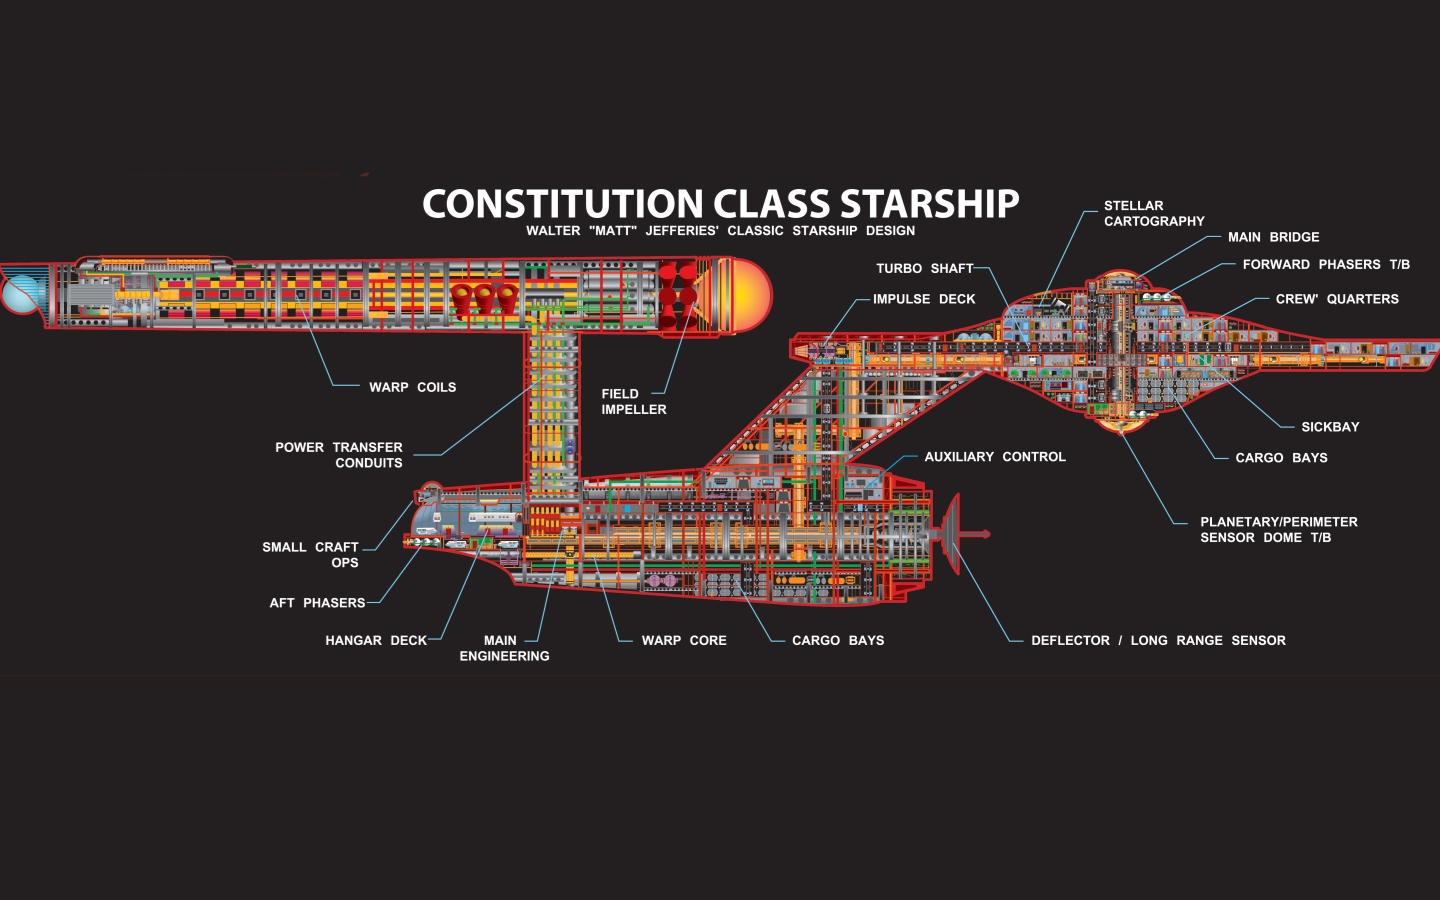 CONSTITUTION CLASS STARSHIP
WALTER "MATT" JEFFERIES' CLASSIC STARSHIP DESIGN
STELLAR
CARTOGRAPHY
MAIN BRIDGE
FORWARD PHASERS T/B
TURBO SHAFT
IMPULSE DECK
CREW' QUARTERS
WARP COILS
FIELD
IMPELLER
POWER TRANSFER
CONDUITS
SICKBAY
CARGO BAYS
AUXILIARY CONTROL
PLANETARY/PERIMETER
SENSOR DOME T/B
SMALL CRAFT
OPS
AFT PHASERS
HANGAR DECK
MAIN
ENGINEERING
WARP CORE
CARGO BAYS
DEFLECTOR / LONG RANGE SENSOR